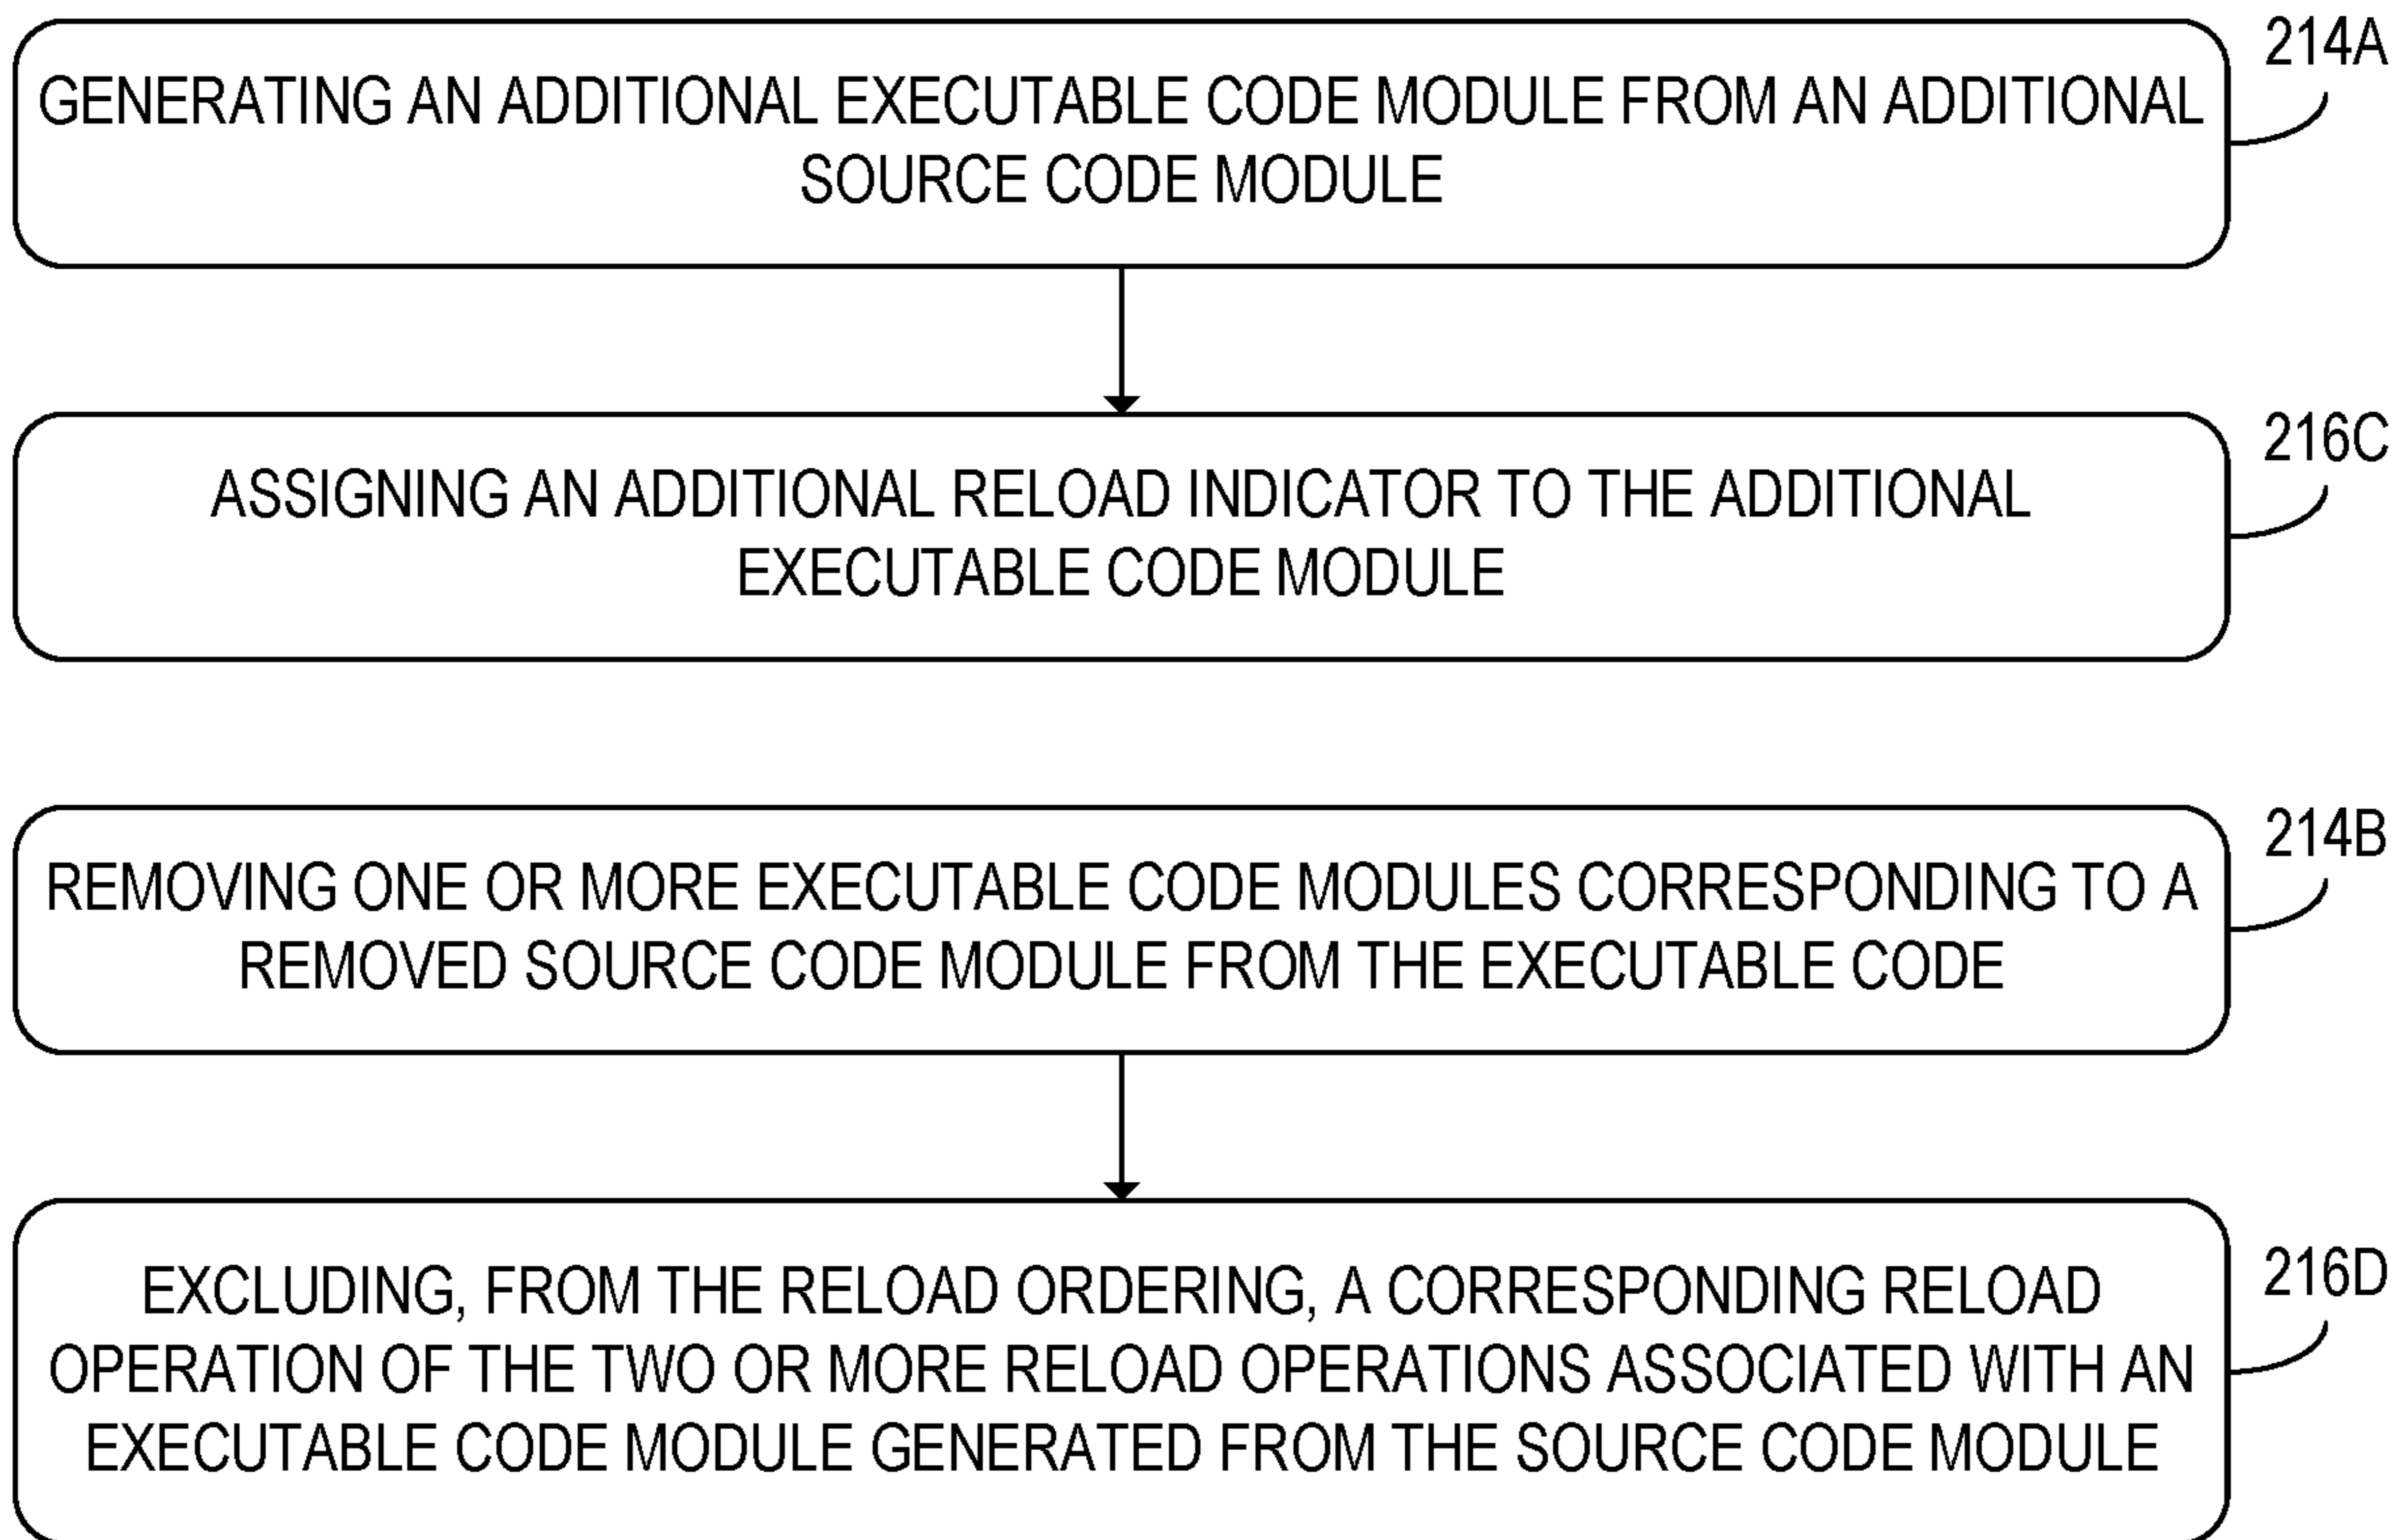 214A
GENERATING AN ADDITIONAL EXECUTABLE CODE MODULE FROM AN ADDITIONAL
SOURCE CODE MODULE
216C
ASSIGNING AN ADDITIONAL RELOAD INDICATOR TO THE ADDITIONAL
EXECUTABLE CODE MODULE
214B
REMOVING ONE OR MORE EXECUTABLE CODE MODULES CORRESPONDING TO A
REMOVED SOURCE CODE MODULE FROM THE EXECUTABLE CODE
216D
EXCLUDING, FROM THE RELOAD ORDERING, A CORRESPONDING RELOAD
OPERATION OF THE TWO OR MORE RELOAD OPERATIONS ASSOCIATED WITH AN
EXECUTABLE CODE MODULE GENERATED FROM THE SOURCE CODE MODULE